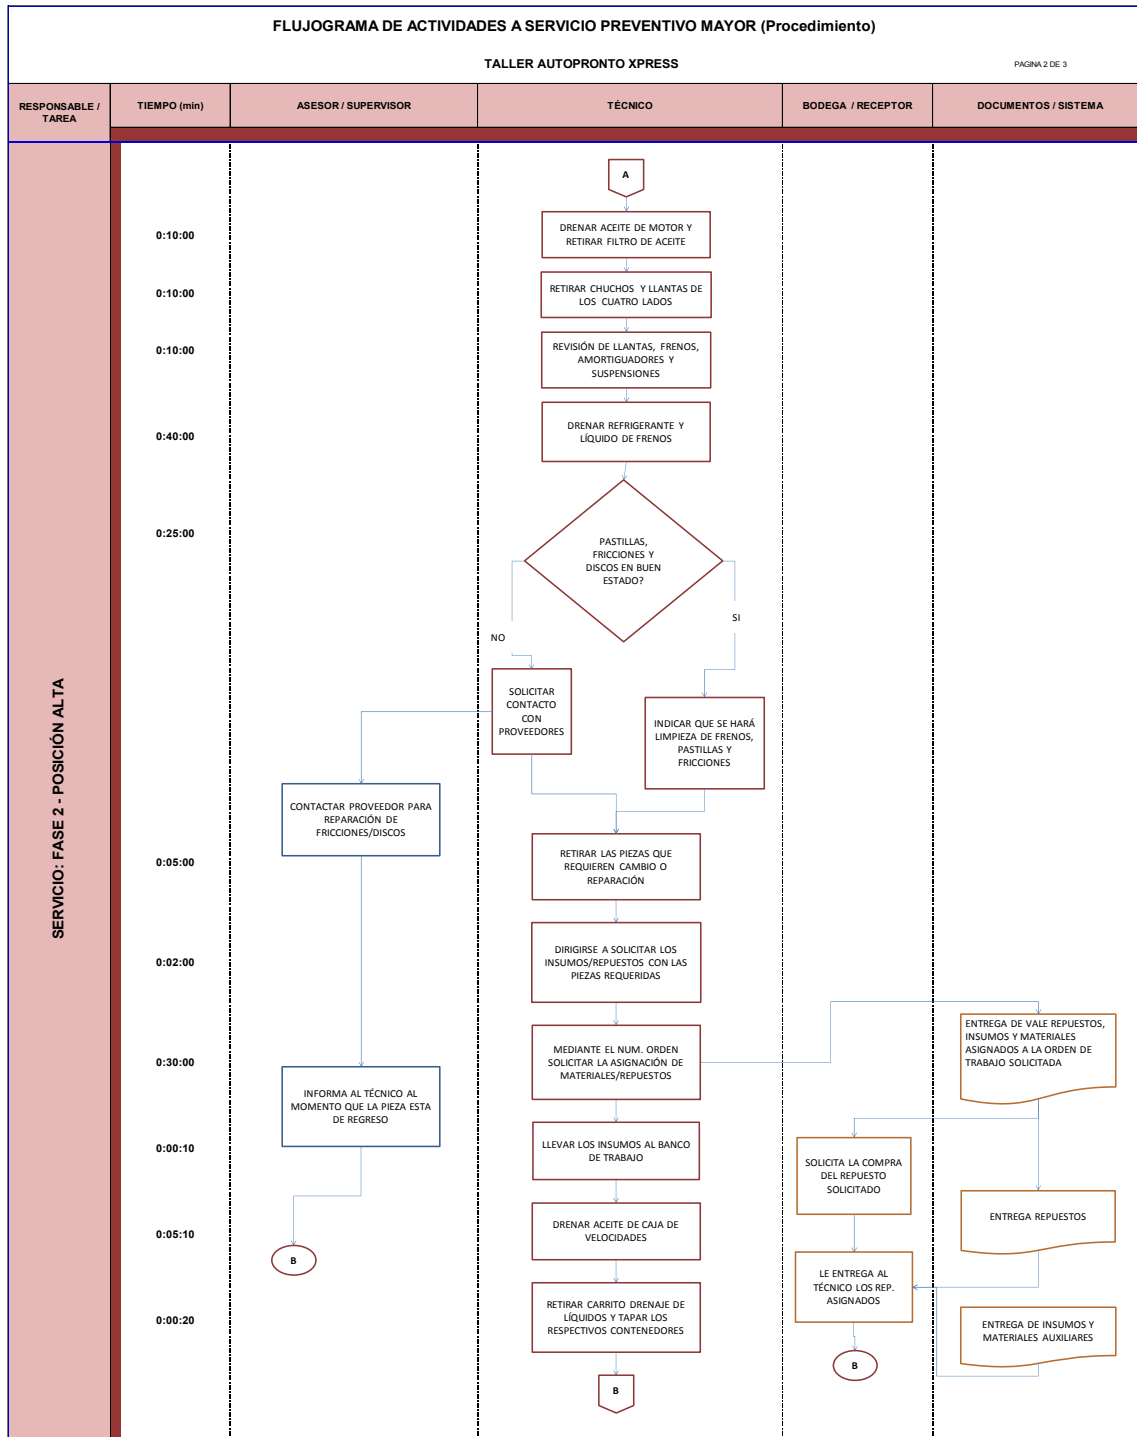 FLUJOGRAMA DE ACTIVIDADES A SERVICIO PREVENTIVO MAYOR (Procedimiento)
TALLER AUTOPRONTO XPRESS
PAGINA 2 DE 3
RESPONSABLE /
TAREA
TIEMPO (min)
ASESOR / SUPERVISOR
TÉCNICO
BODEGA / RECEPTOR
DOCUMENTOS / SISTEMA
SERVICIO: FASE 2 - POSICIÓN ALTA
A
0:10:00
DRENAR ACEITE DE MOTOR Y
RETIRAR FILTRO DE ACEITE
0:10:00
RETIRAR CHUCHOS Y LLANTAS DE
LOS CUATRO LADOS
0:10:00
REVISIÓN DE LLANTAS, FRENOS,
AMORTIGUADORES Y
SUSPENSIONES
0:40:00
DRENAR REFRIGERANTE Y
LÍQUIDO DE FRENOS
0:25:00
PASTILLAS,
FRICCIONES Y
DISCOS EN BUEN
ESTADO?
NO
SI
SOLICITAR
CONTACTO
CON
PROVEEDORES
INDICAR QUE SE HARÁ
LIMPIEZA DE FRENOS,
PASTILLAS Y
FRICCIONES
CONTACTAR PROVEEDOR PARA
REPARACIÓN DE
FRICCIONES/DISCOS
0:05:00
RETIRAR LAS PIEZAS QUE
REQUIEREN CAMBIO O
REPARACIÓN
0:02:00
DIRIGIRSE A SOLICITAR LOS
INSUMOS/REPUESTOS CON LAS
PIEZAS REQUERIDAS
0:30:00
MEDIANTE EL NUM. ORDEN
SOLICITAR LA ASIGNACIÓN DE
MATERIALES/REPUESTOS
ENTREGA DE VALE REPUESTOS,
INSUMOS Y MATERIALES
ASIGNADOS A LA ORDEN DE
TRABAJO SOLICITADA
INFORMA AL TÉCNICO AL
MOMENTO QUE LA PIEZA ESTA
DE REGRESO
0:00:10
LLEVAR LOS INSUMOS AL BANCO
DE TRABAJO
SOLICITA LA COMPRA
DEL REPUESTO
SOLICITADO
ENTREGA REPUESTOS
0:05:10
DRENAR ACEITE DE CAJA DE
VELOCIDADES
B
LE ENTREGA AL
TÉCNICO LOS REP.
ASIGNADOS
0:00:20
RETIRAR CARRITO DRENAJE DE
LÍQUIDOS Y TAPAR LOS
RESPECTIVOS CONTENEDORES
ENTREGA DE INSUMOS Y
MATERIALES AUXILIARES
B
B